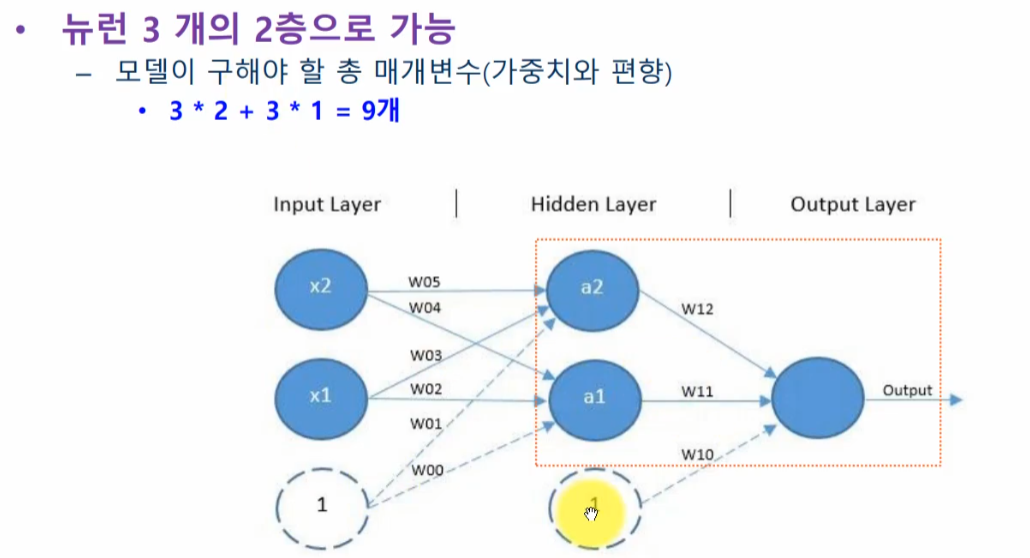 • 뉴런 3 개의 2층으로 가능
– 모델이 구해야 할 총 매개변수(가중치와 편향)
• 3 * 2 + 3 * 1 = 9개
Input Layer | Hidden Layer | Output Layer
x2
W05
W04
a2
W12
W03
x1
W02
a1
W11
Output
W01
W00
W10
1
1